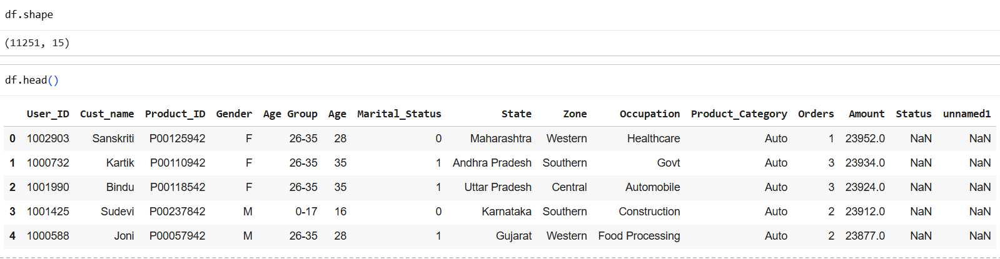 df.shape
(11251, 15)
df.head()
User_ID Cust_name Product_ID Gender Age Group Age Marital_Status State Zone Occupation Product_Category Orders Amount Status unnamed1
0 1002903 Sanskriti P00125942 F 26-35 28 0 Maharashtra Western Healthcare Auto 1 23952.0 NaN NaN
1 1000732 Kartik P00110942 F 26-35 35 1 Andhra Pradesh Southern Govt Auto 3 23934.0 NaN NaN
2 1001990 Bindu P00118542 F 26-35 35 1 Uttar Pradesh Central Automobile Auto 3 23924.0 NaN NaN
3 1001425 Sudevi P00237842 M 0-17 16 0 Karnataka Southern Construction Auto 2 23912.0 NaN NaN
4 1000588 Joni P00057942 M 26-35 28 1 Gujarat Western Food Processing Auto 2 23877.0 NaN NaN